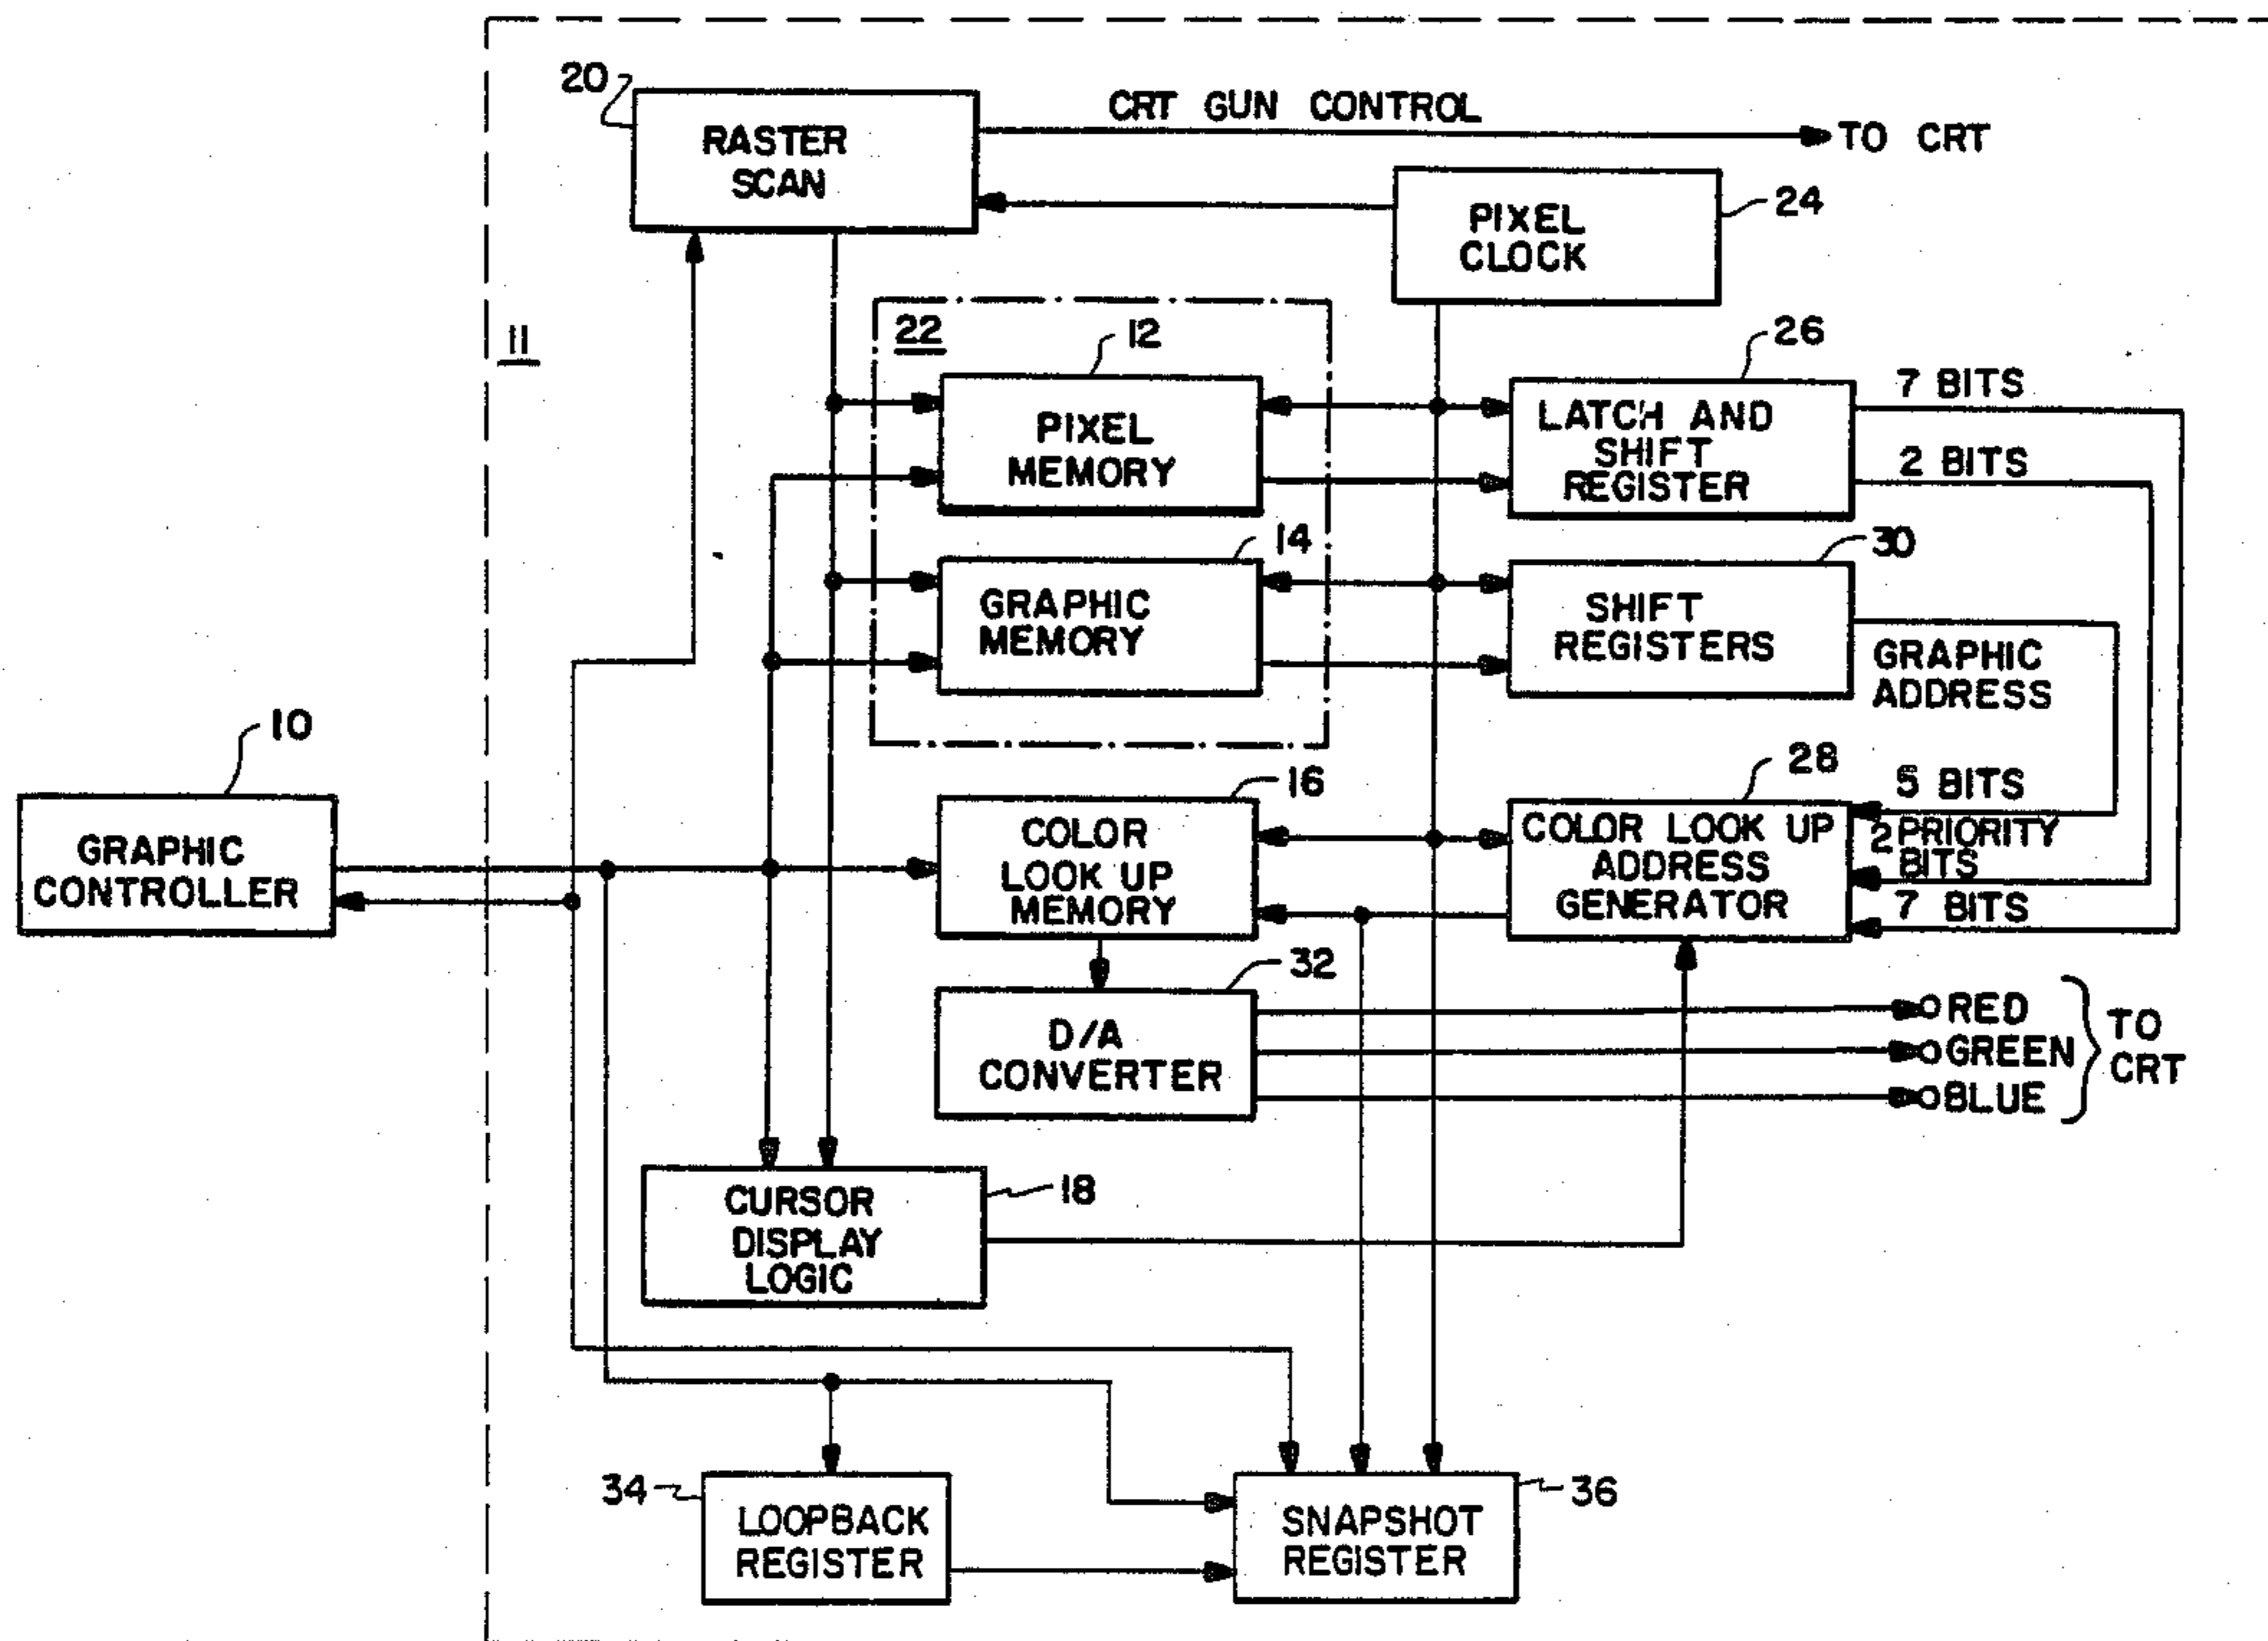 20
RASTER
SCAN
CRT GUN CONTROL
TO CRT
PIXEL
CLOCK
24
11
22
12
PIXEL
MEMORY
26
LATCH AND
SHIFT
REGISTER
7 BITS
2 BITS
14
GRAPHIC
MEMORY
30
SHIFT
REGISTERS
GRAPHIC
ADDRESS
10
GRAPHIC
CONTROLLER
16
COLOR
LOOK UP
MEMORY
28
COLOR LOOK UP
ADDRESS
GENERATOR
5 BITS
2 PRIORITY
BITS
7 BITS
32
D/A
CONVERTER
RED
GREEN
BLUE
TO
CRT
18
CURSOR
DISPLAY
LOGIC
34
LOOPBACK
REGISTER
36
SNAPSHOT
REGISTER